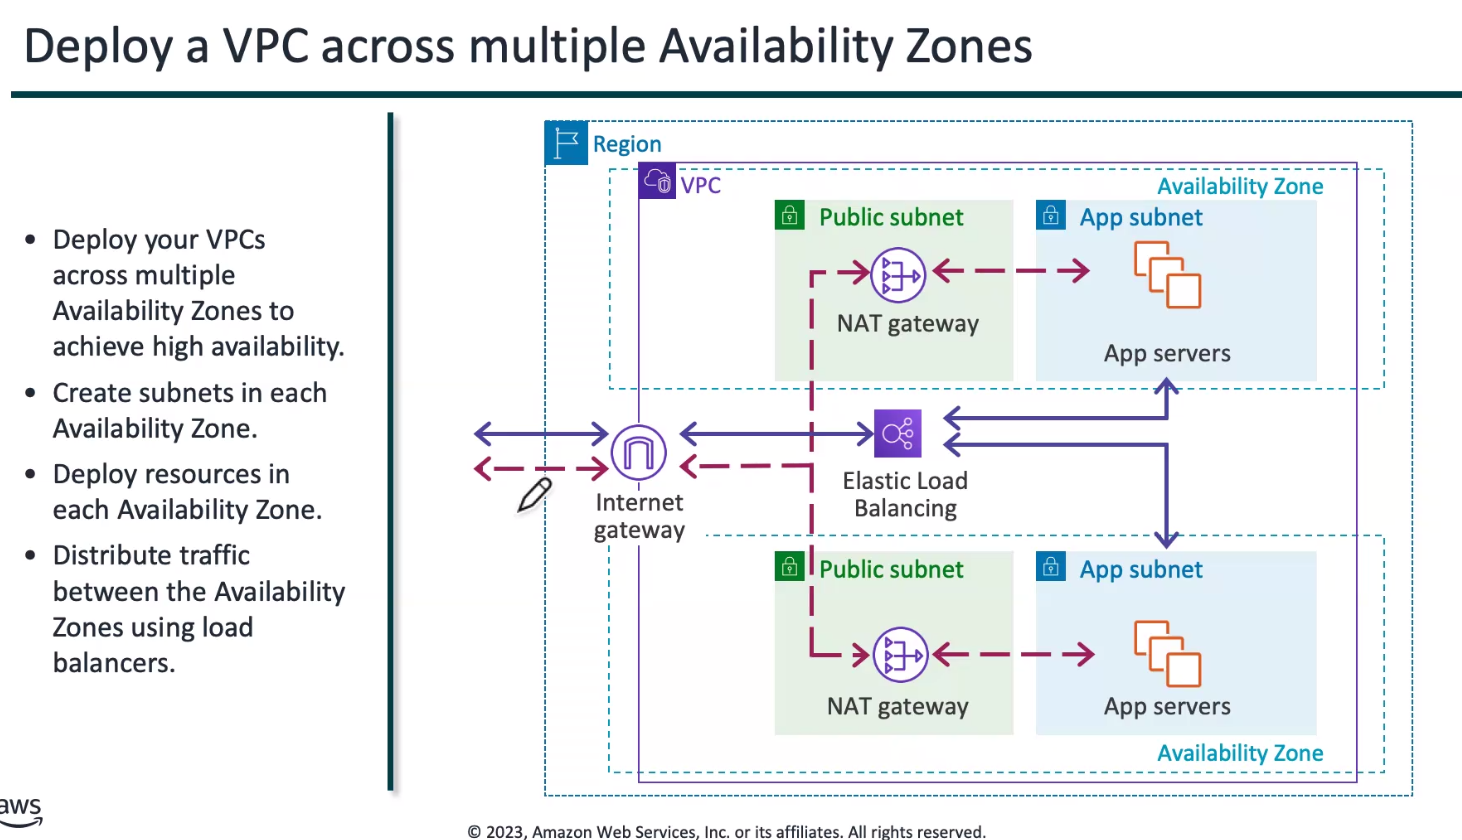 Deploy a VPC across multiple Availability Zones
• Deploy your VPCs
across multiple
Availability Zones to
achieve high availability.
• Create subnets in each
Availability Zone.
• Deploy resources in
each Availability Zone.
• Distribute traffic
between the Availability
Zones using load
balancers.
Region
VPC
Availability Zone
Public subnet
App subnet
NAT gateway
App servers
Internet
gateway
Elastic Load
Balancing
Public subnet
App subnet
NAT gateway
App servers
Availability Zone
aws
© 2023, Amazon Web Services, Inc. or its affiliates. All rights reserved.